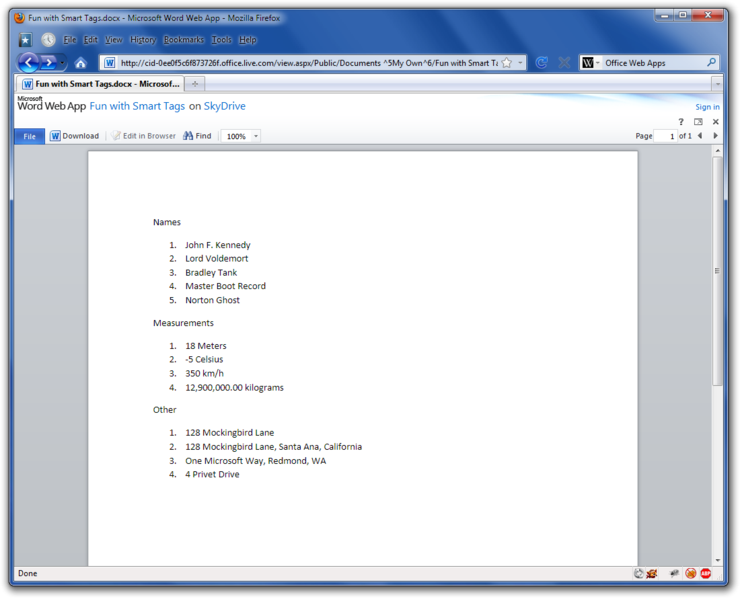 Fun with Smart Tags.docx - Microsoft Word Web App - Mozilla Firefox
File Edit View History Bookmarks Tools Help
http://cid-0ee0f5c6f873726f.office.live.com/view.aspx/Public/Documents ^5My Own^6/Fun with Smart Ta Office Web Apps
Fun with Smart Tags.docx - Microsof...
Microsoft
Word Web App Fun with Smart Tags on SkyDrive
Sign in
File Download Edit in Browser Find 100% Page 1 of 1
Names
1. John F. Kennedy
2. Lord Voldemort
3. Bradley Tank
4. Master Boot Record
5. Norton Ghost
Measurements
1. 18 Meters
2. -5 Celsius
3. 350 km/h
4. 12,900,000.00 kilograms
Other
1. 128 Mockingbird Lane
2. 128 Mockingbird Lane, Santa Ana, California
3. One Microsoft Way, Redmond, WA
4. 4 Privet Drive
Done ABP